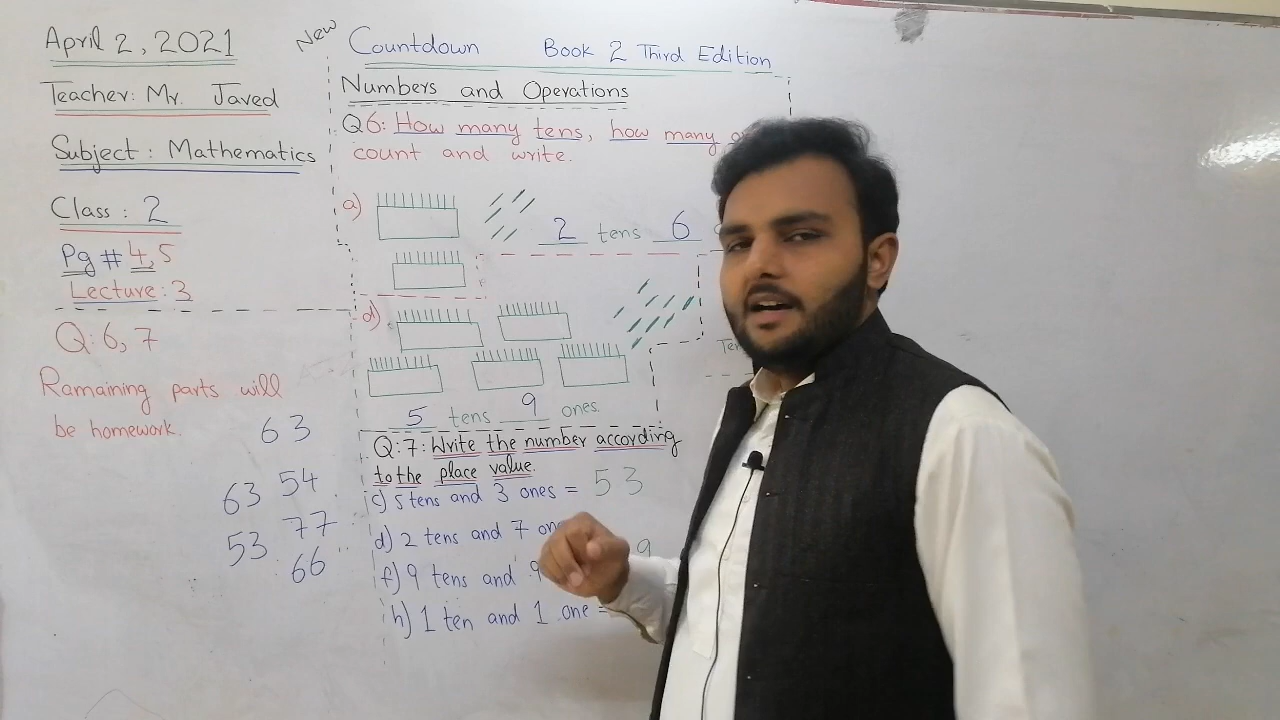 April 2, 2021
Teacher: Mr. Javed
Subject: Mathematics
Class: 2
Pg # 4,5
Lecture: 3
Q: 6, 7
Ramaining parts will
be homework.
63
63 54
53 77
66
New
Countdown Book 2 Third Edition
Numbers and Operations
Q6: How many tens, how many
count and write.
a)
2 tens 6
d)
5 tens 9 ones.
Q:7: Write the number according
to the place value.
c) 5 tens and 3 ones = 53
d) 2 tens and 7
f) 9 tens and 9
9
h) 1 ten and 1 one =